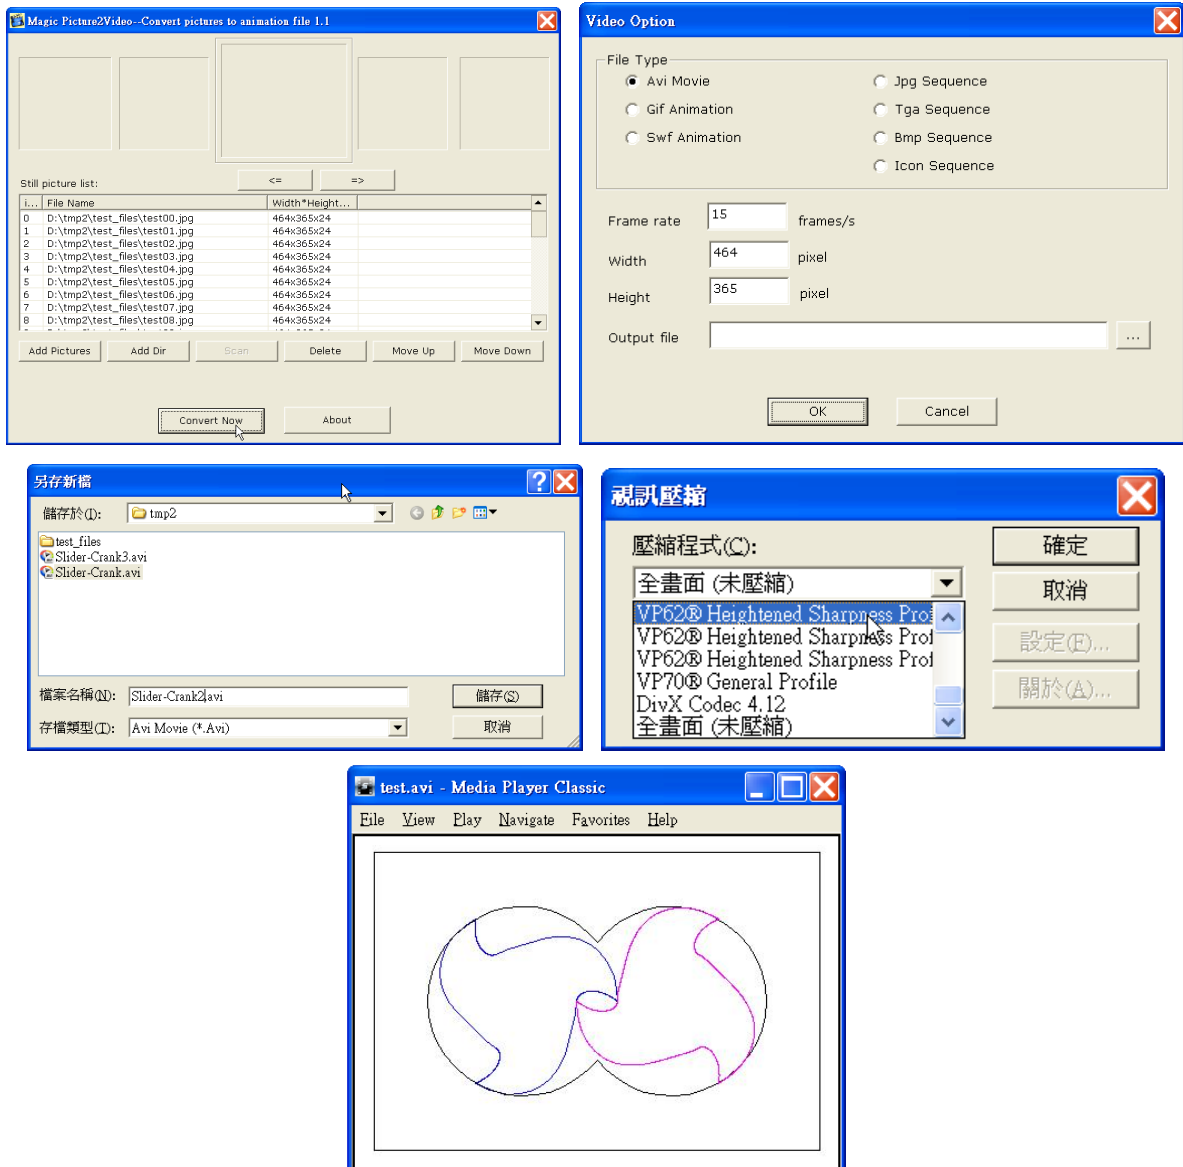 Magic Picture2Video--Convert pictures to animation file 1.1
Still picture list:
<=
=>
i... File Name Width*Height...
0 D:\tmp2\test_files\test00.jpg 464x365x24
1 D:\tmp2\test_files\test01.jpg 464x365x24
2 D:\tmp2\test_files\test02.jpg 464x365x24
3 D:\tmp2\test_files\test03.jpg 464x365x24
4 D:\tmp2\test_files\test04.jpg 464x365x24
5 D:\tmp2\test_files\test05.jpg 464x365x24
6 D:\tmp2\test_files\test06.jpg 464x365x24
7 D:\tmp2\test_files\test07.jpg 464x365x24
8 D:\tmp2\test_files\test08.jpg 464x365x24
Add Pictures Add Dir Scan Delete Move Up Move Down
Convert Now About
Video Option
File Type
Avi Movie Jpg Sequence
Gif Animation Tga Sequence
Swf Animation Bmp Sequence
Icon Sequence
Frame rate 15 frames/s
Width 464 pixel
Height 365 pixel
Output file ...
OK Cancel
另存新檔
儲存於(I): tmp2
test_files
Slider-Crank3.avi
Slider-Crank.avi
檔案名稱(N): Slider-Crank2.avi 儲存(S)
存檔類型(T): Avi Movie (*.Avi) 取消
視訊壓縮
壓縮程式(C): 確定
全畫面 (未壓縮) 取消
VP62® Heightened Sharpness Prof
VP62® Heightened Sharpness Prof 設定(F)...
VP62® Heightened Sharpness Prof
VP70® General Profile 關於(A)...
DivX Codec 4.12
全畫面 (未壓縮)
test.avi - Media Player Classic
File View Play Navigate Favorites Help